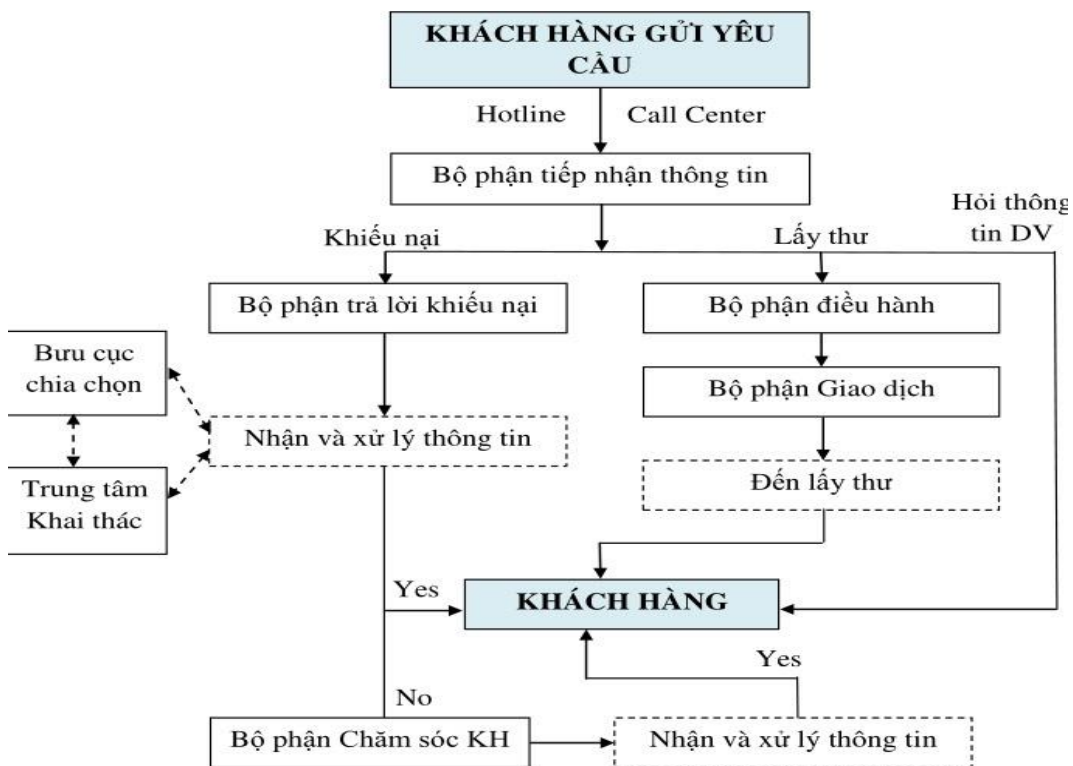 KHÁCH HÀNG GỬI YÊU
CẦU
Hotline
Call Center
Bộ phận tiếp nhận thông tin
Hỏi thông
tin DV
Khiếu nại
Lấy thư
Bộ phận trả lời khiếu nại
Bộ phận điều hành
Bưu cục
chia chọn
Bộ phận Giao dịch
Nhận và xử lý thông tin
Đến lấy thư
Trung tâm
Khai thác
Yes
KHÁCH HÀNG
Yes
No
Bộ phận Chăm sóc KH
Nhận và xử lý thông tin